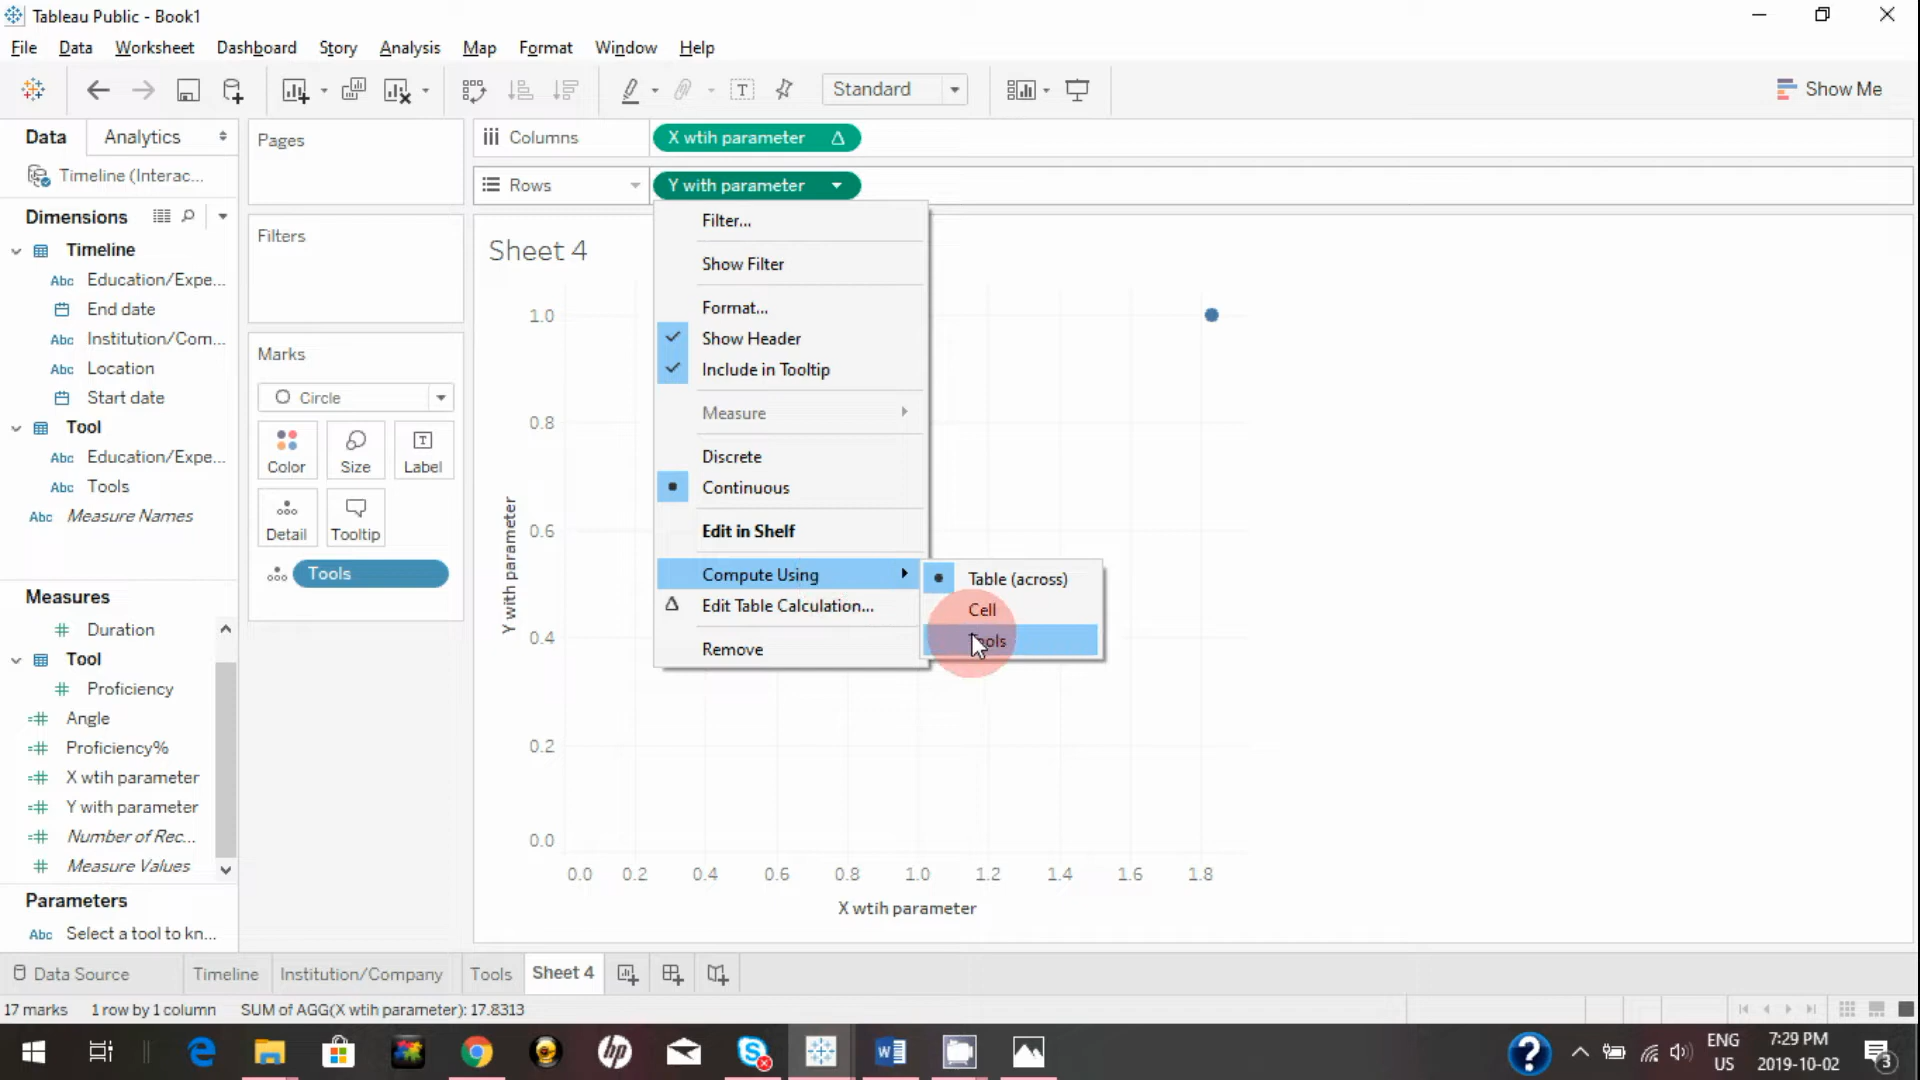 Tableau Public - Book1
File Data Worksheet Dashboard Story Analysis Map Format Window Help
Standard
Show Me
Data Analytics
Pages
Columns X wtih parameter
Timeline (Interac...
Rows Y with parameter
Dimensions
Filter...
Filters
Timeline
Sheet 4
Show Filter
Abc Education/Expe...
End date
Format...
1.0
Show Header
Abc Institution/Com...
Marks
Abc Location
Include in Tooltip
Start date
Circle
Measure
0.8
Tool
Abc Education/Expe...
Color Size Label
Discrete
Abc Tools
Continuous
Abc Measure Names
Detail Tooltip
0.6
Edit in Shelf
Tools
Compute Using
Table (across)
Measures
Edit Table Calculation...
Cell
Y with parameter
Duration
0.4
Remove
Tool
Proficiency
Angle
Proficiency%
0.2
X wtih parameter
Y with parameter
Number of Rec...
0.0
Measure Values
0.0 0.2 0.4 0.6 0.8 1.0 1.2 1.4 1.6 1.8
Parameters
X wtih parameter
Abc Select a tool to kn...
Data Source Timeline Institution/Company Tools Sheet 4
17 marks 1 row by 1 column SUM of AGG(X wtih parameter): 17.8313
ENG
US
7:29 PM
2019-10-02
3